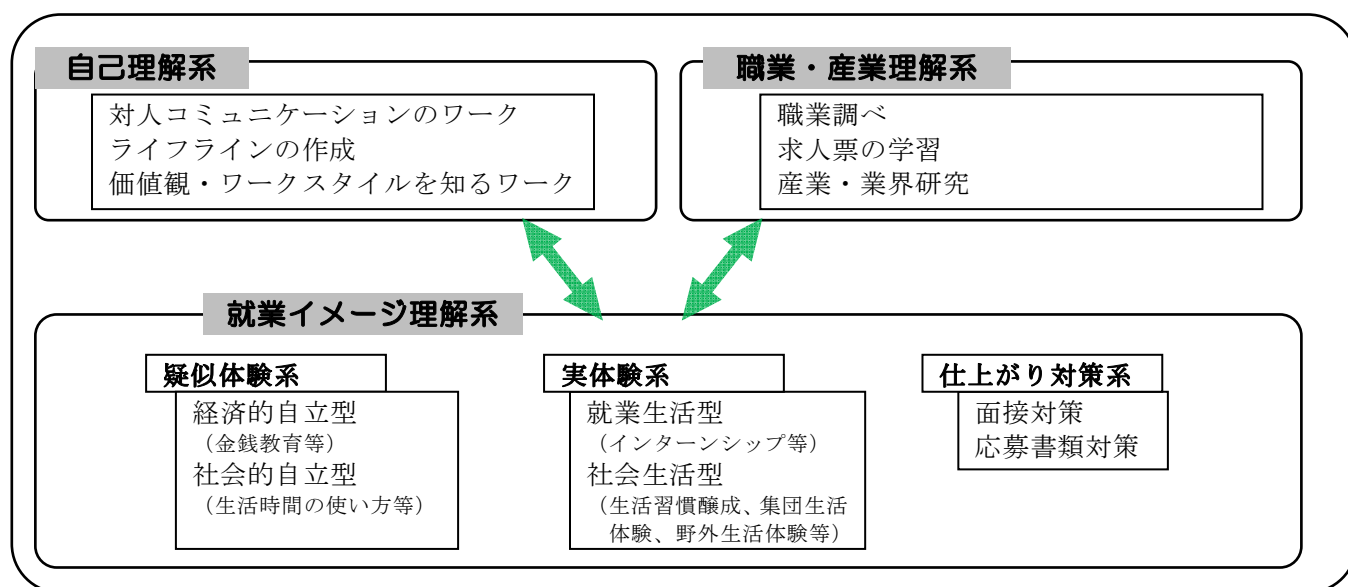 自己理解系
対人コミュニケーションのワーク
ライフラインの作成
価値観・ワークスタイルを知るワーク
職業・産業理解系
職業調べ
求人票の学習
産業・業界研究
就業イメージ理解系
疑似体験系
経済的自立型
（金銭教育等）
社会的自立型
（生活時間の使い方等）
実体験系
就業生活型
（インターンシップ等）
社会生活型
（生活習慣醸成、集団生活
体験、野外生活体験等）
仕上がり対策系
面接対策
応募書類対策